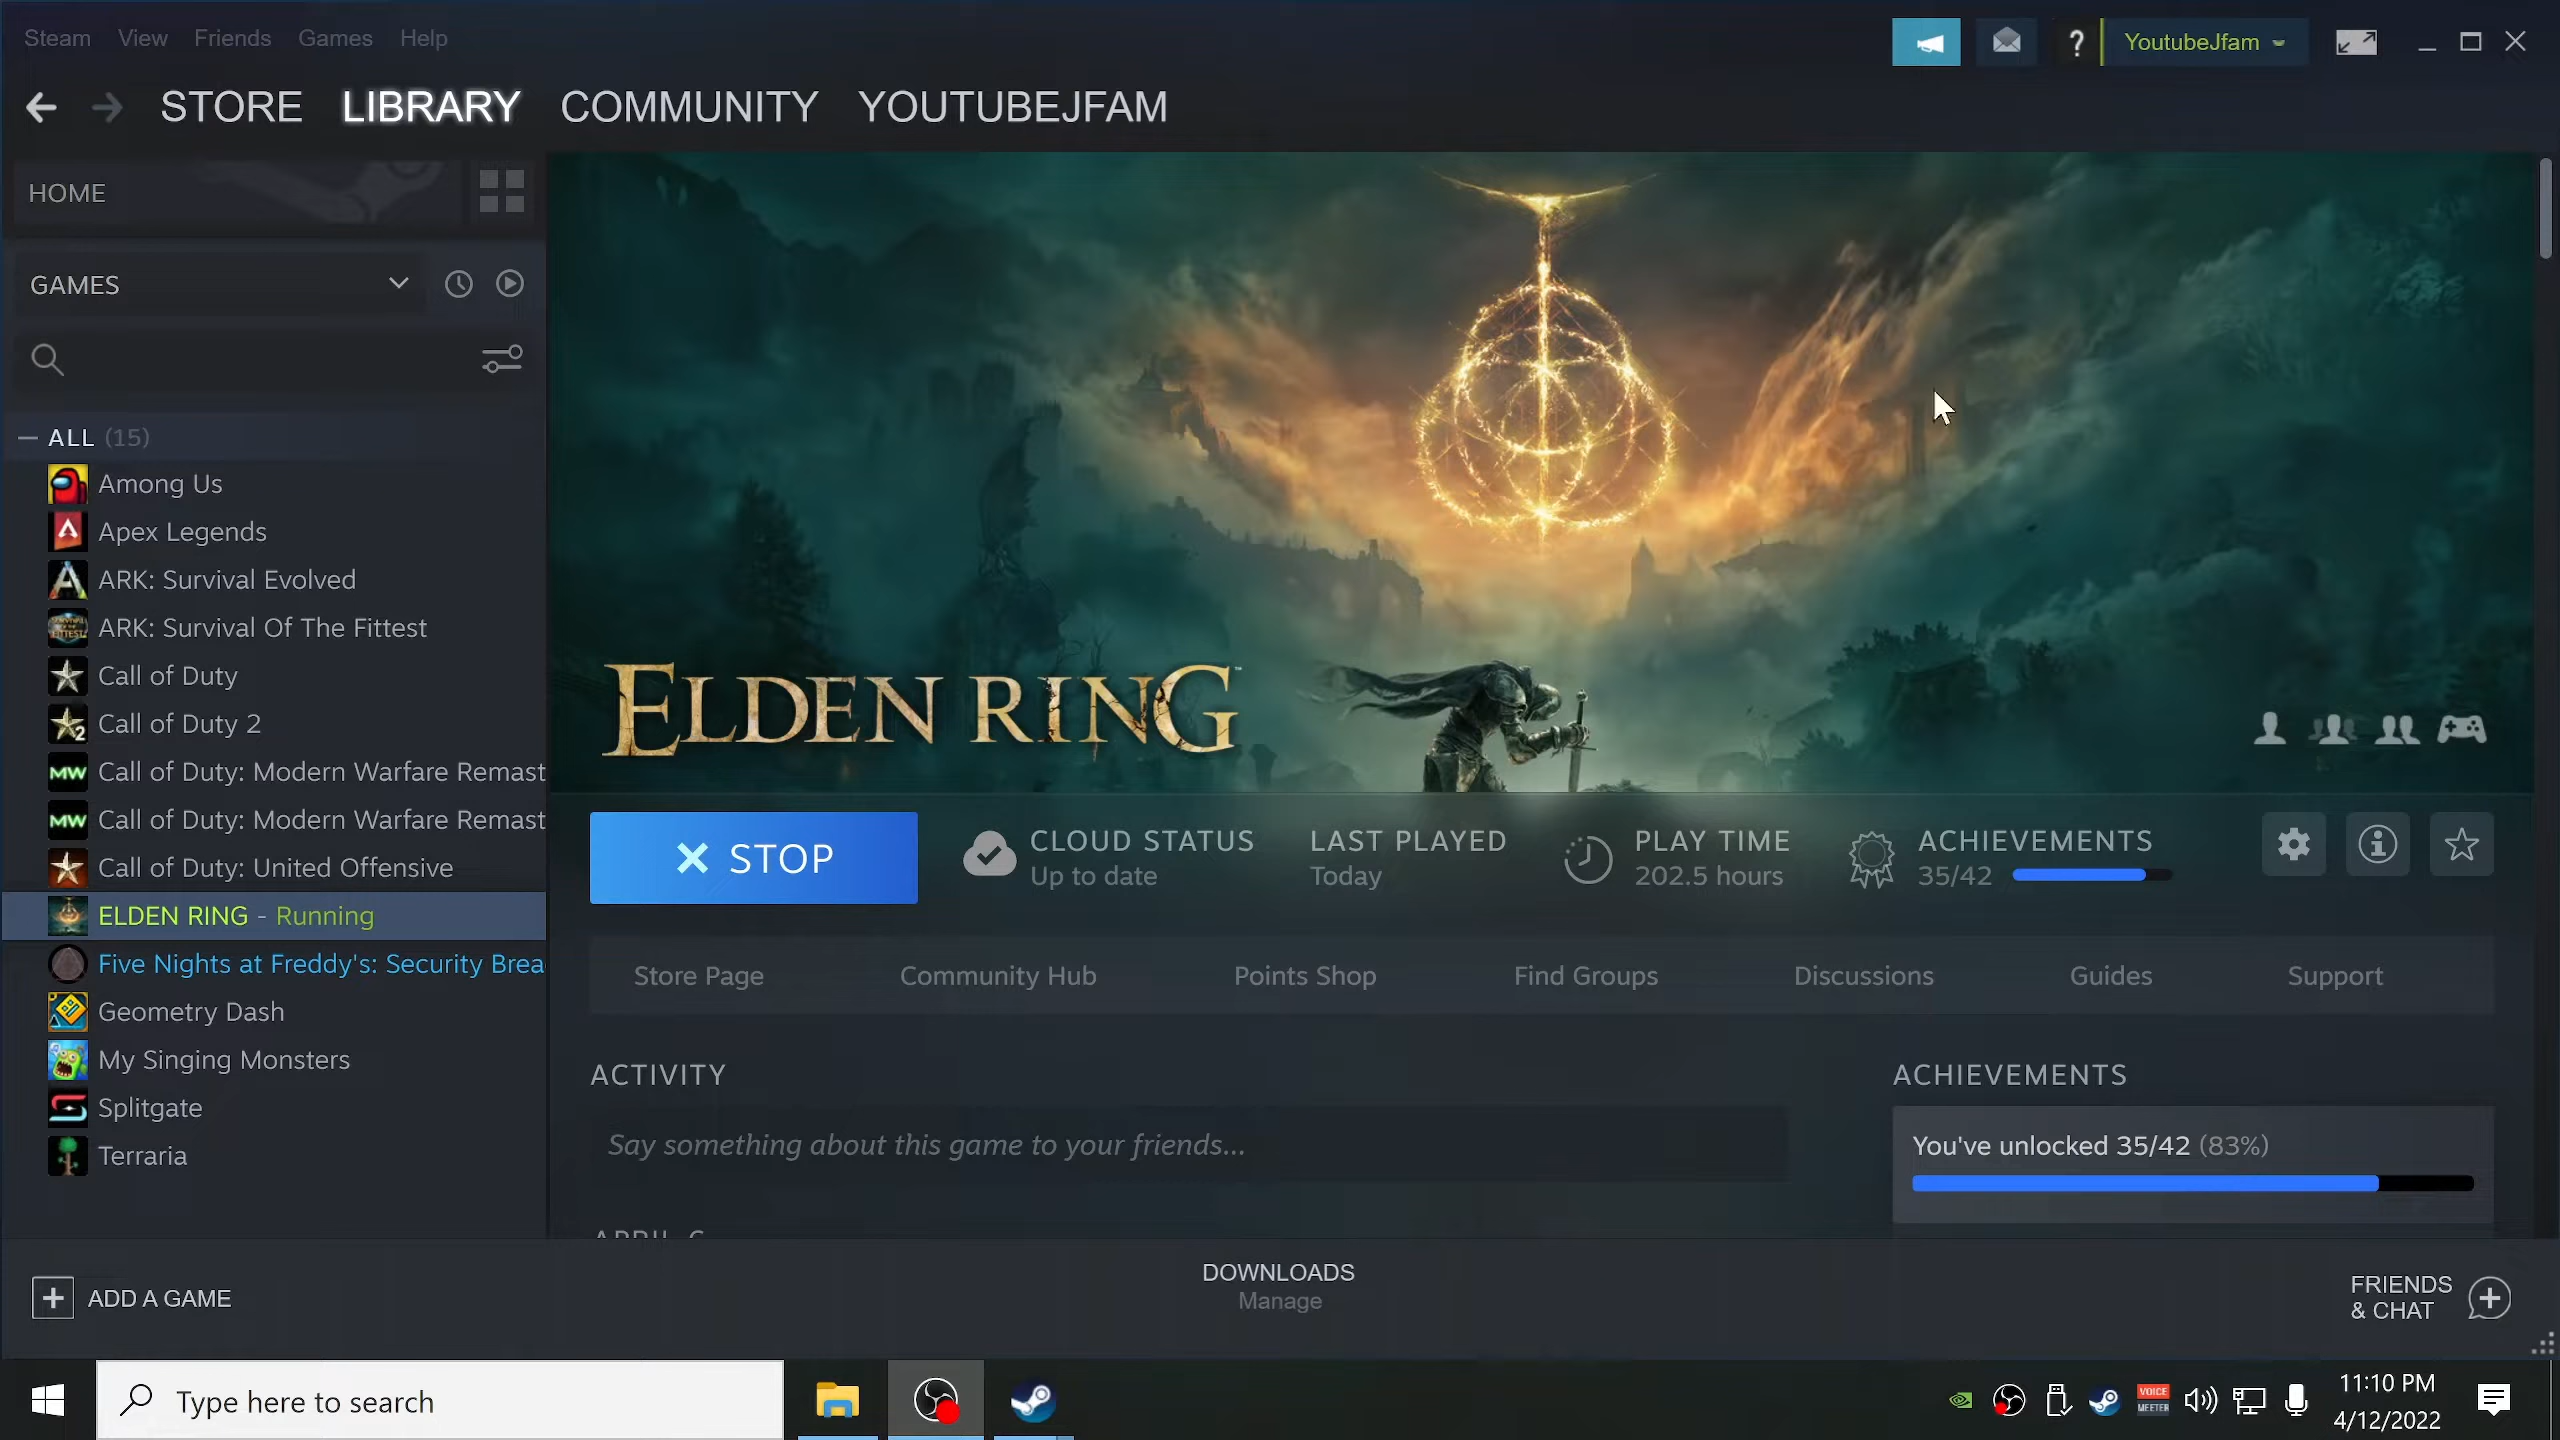 Steam View Friends Games Help
? YoutubeJfam
STORE LIBRARY COMMUNITY YOUTUBEJFAM
HOME
GAMES
ALL (15)
Among Us
Apex Legends
ARK: Survival Evolved
ARK: Survival Of The Fittest
Call of Duty
Call of Duty 2
Call of Duty: Modern Warfare Remast
Call of Duty: Modern Warfare Remast
Call of Duty: United Offensive
ELDEN RING - Running
Five Nights at Freddy's: Security Brea
Geometry Dash
My Singing Monsters
Splitgate
Terraria
ELDEN RING
STOP
CLOUD STATUS
Up to date
LAST PLAYED
Today
PLAY TIME
202.5 hours
ACHIEVEMENTS
35/42
Store Page Community Hub Points Shop Find Groups Discussions Guides Support
ACTIVITY
Say something about this game to your friends...
ACHIEVEMENTS
You've unlocked 35/42 (83%)
ADD A GAME
DOWNLOADS
Manage
FRIENDS
& CHAT
Type here to search
VOICE
MEETER
11:10 PM
4/12/2022